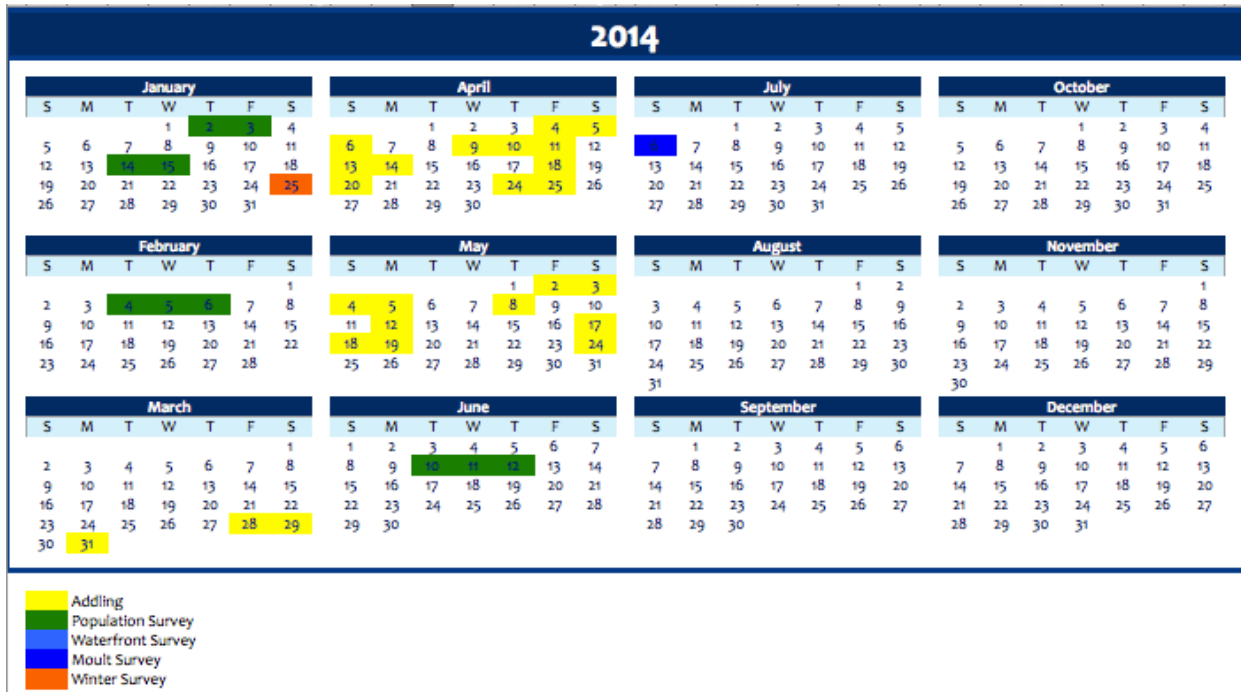 2014
January
S M T W T F S
1 2 3 4
5 6 7 8 9 10 11
12 13 14 15 16 17 18
19 20 21 22 23 24 25
26 27 28 29 30 31
February
S M T W T F S
1
2 3 4 5 6 7 8
9 10 11 12 13 14 15
16 17 18 19 20 21 22
23 24 25 26 27 28
March
S M T W T F S
1
2 3 4 5 6 7 8
9 10 11 12 13 14 15
16 17 18 19 20 21 22
23 24 25 26 27 28 29
30 31
April
S M T W T F S
1 2 3 4 5
6 7 8 9 10 11 12
13 14 15 16 17 18 19
20 21 22 23 24 25 26
27 28 29 30
May
S M T W T F S
1 2 3
4 5 6 7 8 9 10
11 12 13 14 15 16 17
18 19 20 21 22 23 24
25 26 27 28 29 30 31
June
S M T W T F S
1 2 3 4 5 6 7
8 9 10 11 12 13 14
15 16 17 18 19 20 21
22 23 24 25 26 27 28
29 30
July
S M T W T F S
1 2 3 4 5
6 7 8 9 10 11 12
13 14 15 16 17 18 19
20 21 22 23 24 25 26
27 28 29 30 31
August
S M T W T F S
1 2
3 4 5 6 7 8 9
10 11 12 13 14 15 16
17 18 19 20 21 22 23
24 25 26 27 28 29 30
31
September
S M T W T F S
1 2 3 4 5 6
7 8 9 10 11 12 13
14 15 16 17 18 19 20
21 22 23 24 25 26 27
28 29 30
October
S M T W T F S
1 2 3 4
5 6 7 8 9 10 11
12 13 14 15 16 17 18
19 20 21 22 23 24 25
26 27 28 29 30 31
November
S M T W T F S
1
2 3 4 5 6 7 8
9 10 11 12 13 14 15
16 17 18 19 20 21 22
23 24 25 26 27 28 29
30
December
S M T W T F S
1 2 3 4 5 6
7 8 9 10 11 12 13
14 15 16 17 18 19 20
21 22 23 24 25 26 27
28 29 30 31
Addling
Population Survey
Waterfront Survey
Moult Survey
Winter Survey